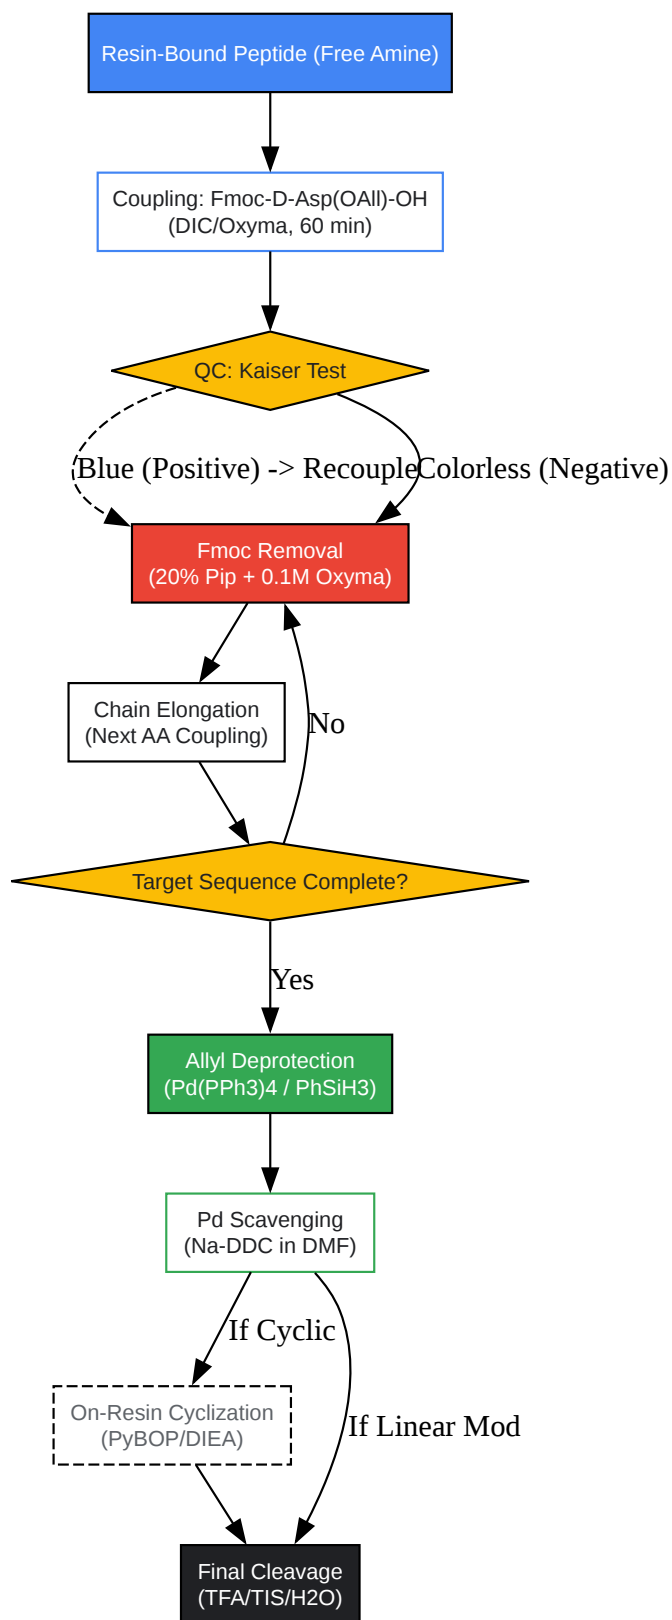 Resin-Bound Peptide (Free Amine)
Coupling: Fmoc-D-Asp(OAll)-OH
(DIC/Oxyma, 60 min)
QC: Kaiser Test
Blue (Positive) -> Recouple
Colorless (Negative)
Fmoc Removal
(20% Pip + 0.1M Oxyma)
Chain Elongation
(Next AA Coupling)
No
Target Sequence Complete?
Yes
Allyl Deprotection
(Pd(PPh3)4 / PhSiH3)
Pd Scavenging
(Na-DDC in DMF)
If Cyclic
On-Resin Cyclization
(PyBOP/DIEA)
If Linear Mod
Final Cleavage
(TFA/TIS/H2O)